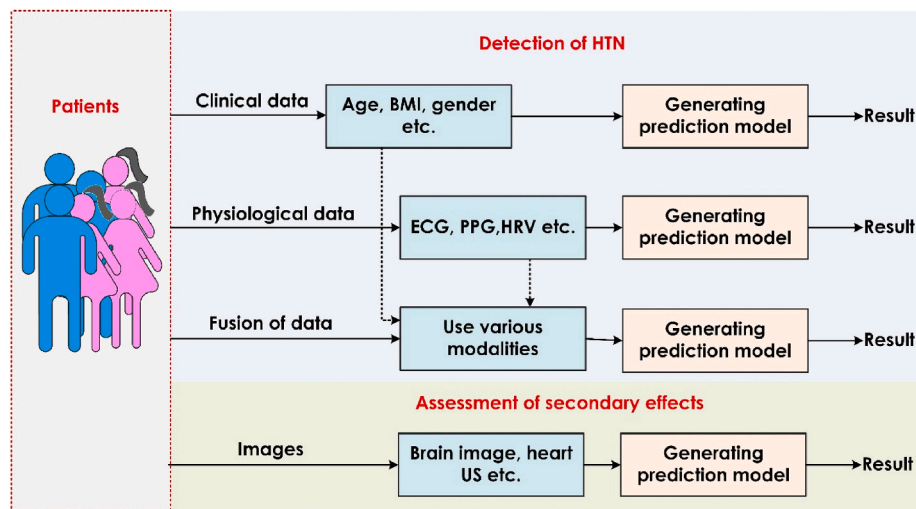 Detection of HTN
Patients
Clinical data
Age, BMI, gender
etc.
Generating
prediction model
Result
Physiological data
ECG, PPG,HRV etc.
Generating
prediction model
Result
Fusion of data
Use various
modalities
Generating
prediction model
Result
Assessment of secondary effects
Images
Brain image, heart
US etc.
Generating
prediction model
Result